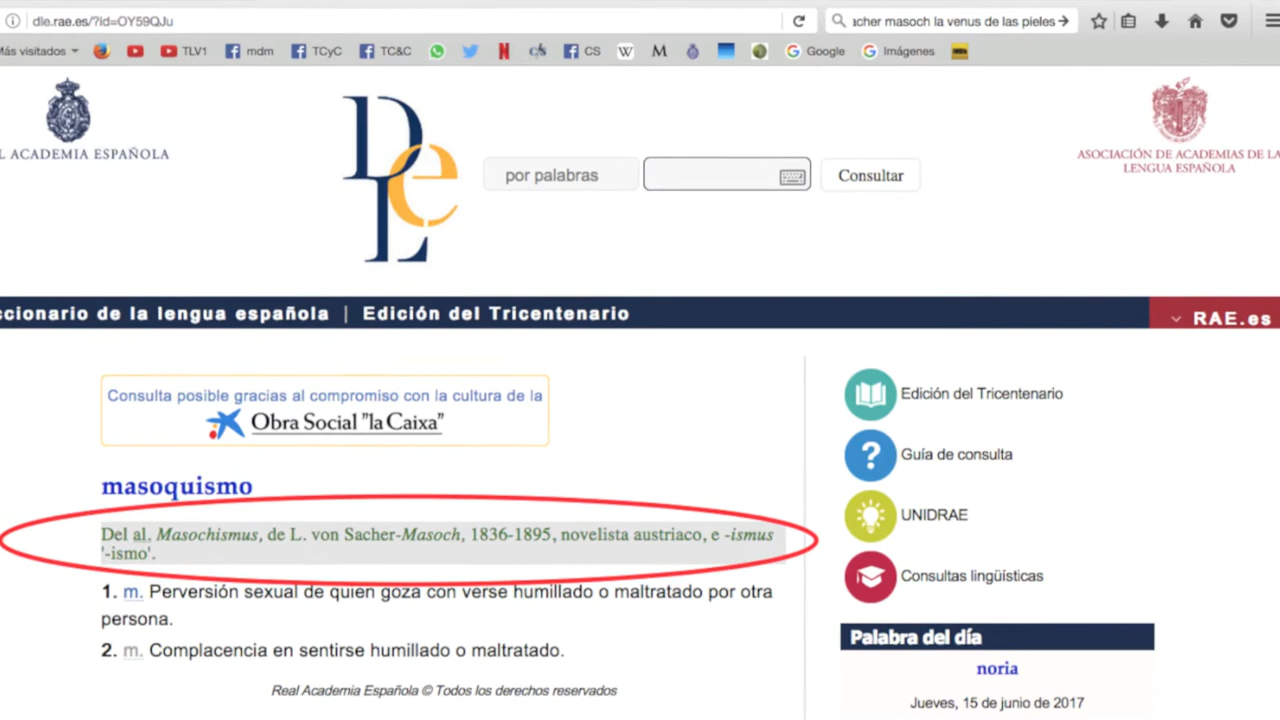 dle.rae.es/?id=OY59QJu
cher masoch la venus de las pieles
Más visitados
TLV1
mdm
TCyC
TC&C
CS
W
M
Google
Imágenes
L ACADEMIA ESPAÑOLA
DLe
por palabras
Consultar
ASOCIACIÓN DE ACADEMIAS DE LA
LENGUA ESPAÑOLA
ccionario de la lengua española | Edición del Tricentenario
RAE.es
Consulta posible gracias al compromiso con la cultura de la
Obra Social "la Caixa"
masoquismo
Del al. Masochismus, de L. von Sacher-Masoch, 1836-1895, novelista austriaco, e -ismus
'-ismo'.
1. m. Perversión sexual de quien goza con verse humillado o maltratado por otra
persona.
2. m. Complacencia en sentirse humillado o maltratado.
Real Academia Española © Todos los derechos reservados
Edición del Tricentenario
?
Guía de consulta
UNIDRAE
Consultas lingüísticas
Palabra del día
noria
Jueves, 15 de junio de 2017